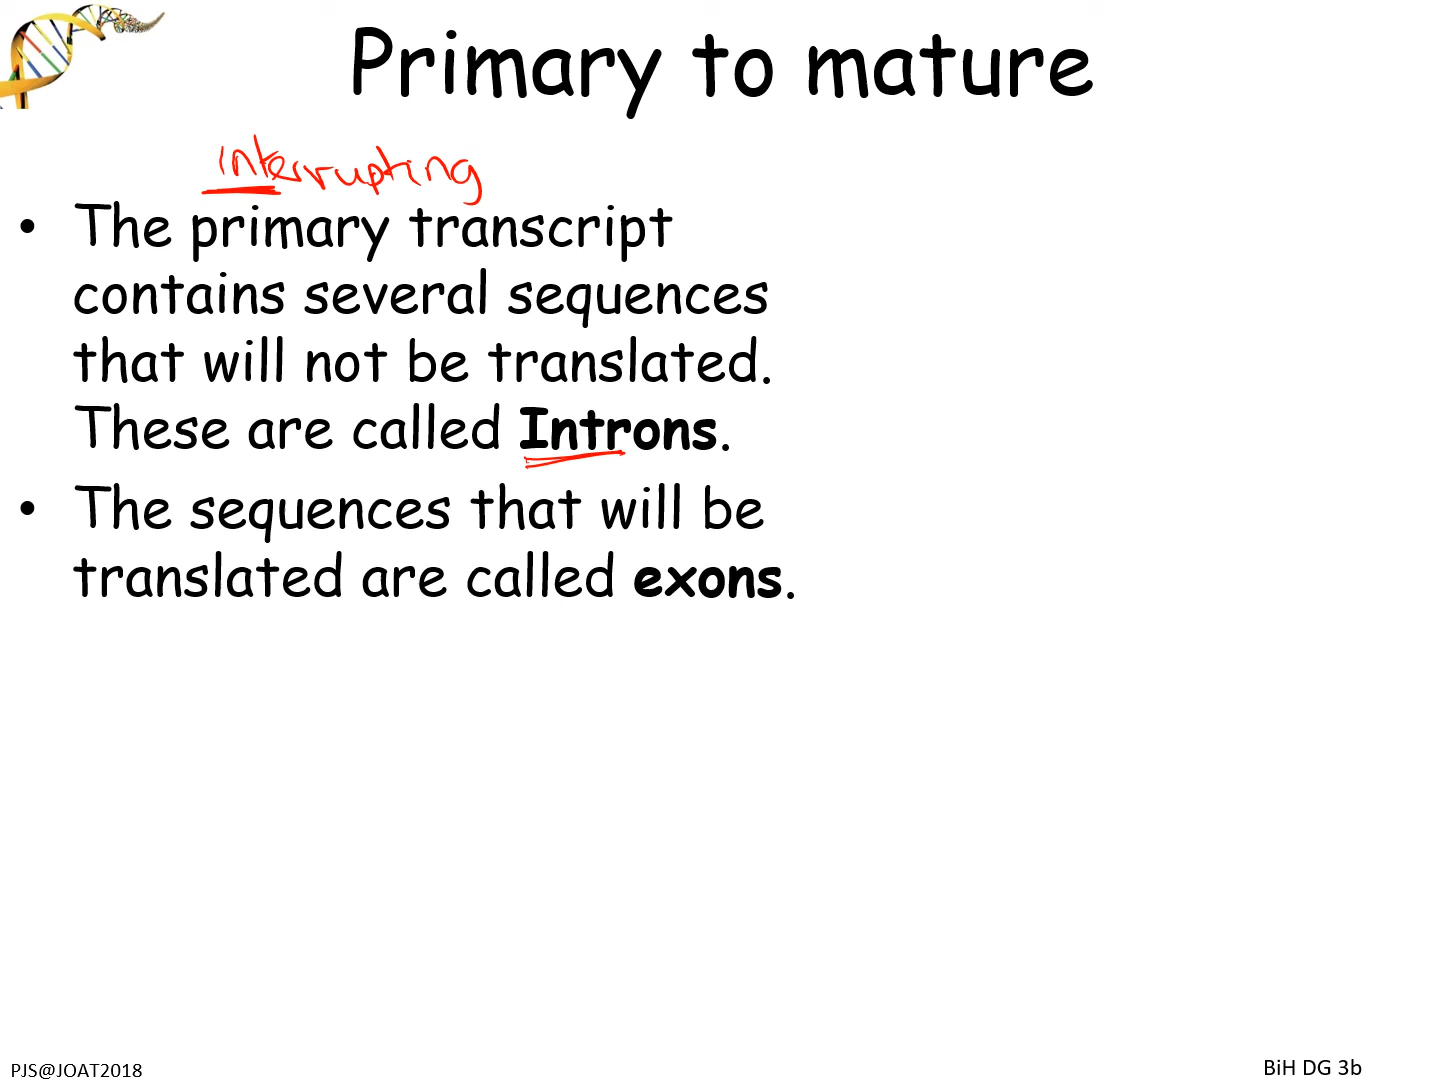 Primary to mature
interrupting
• The primary transcript
contains several sequences
that will not be translated.
These are called Introns.
• The sequences that will be
translated are called exons.
PJS@JOAT2018
BiH DG 3b